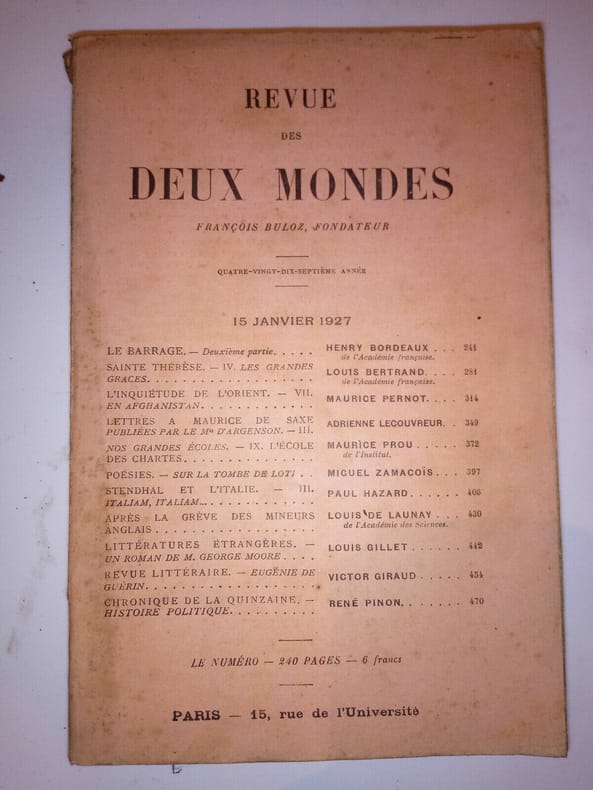 REVUE
DES
DEUX MONDES
FRANÇOIS BULOZ, FONDATEUR
QUATRE-VINGT-DIX-SEPTIÈME ANNÉE
15 JANVIER 1927
LE BARRAGE. — Deuxième partie. . . . . HENRY BORDEAUX . . . 241
de l'Académie française.
SAINTE THÉRÈSE. — IV. LES GRANDES
GRACES. . . . . . . . . . . . . . . . . LOUIS BERTRAND. . . . 281
de l'Académie française.
L'INQUIÉTUDE DE L'ORIENT. — VII.
EN AFGHANISTAN. . . . . . . . . . . . MAURICE PERNOT. . . . 314
LETTRES A MAURICE DE SAXE
PUBLIÉES PAR LE Mis D'ARGENSON. — III. ADRIENNE LECOUVREUR. . 349
NOS GRANDES ÉCOLES. — IX. L'ÉCOLE
DES CHARTES. . . . . . . . . . . . . . MAURICE PROU . . . . . 372
de l'Institut.
POÉSIES. — SUR LA TOMBE DE LOTI . . MIGUEL ZAMACOÏS. . . 397
STENDHAL ET L'ITALIE. — III.
ITALIAM, ITALIAM... . . . . . . . . . . PAUL HAZARD. . . . . . 406
APRÈS LA GRÈVE DES MINEURS
ANGLAIS . . . . . . . . . . . . . . . . LOUIS DE LAUNAY . . . 430
de l'Académie des Sciences.
LITTÉRATURES ÉTRANGÈRES. —
UN ROMAN DE M. GEORGE MOORE . . . . LOUIS GILLET . . . . . . 442
REVUE LITTÉRAIRE. — EUGÉNIE DE
GUÉRIN. . . . . . . . . . . . . . . . . VICTOR GIRAUD . . . . . 454
CHRONIQUE DE LA QUINZAINE. —
HISTOIRE POLITIQUE. . . . . . . . . . RENÉ PINON. . . . . . . 470
LE NUMÉRO — 240 PAGES — 6 francs
PARIS — 15, rue de l'Université